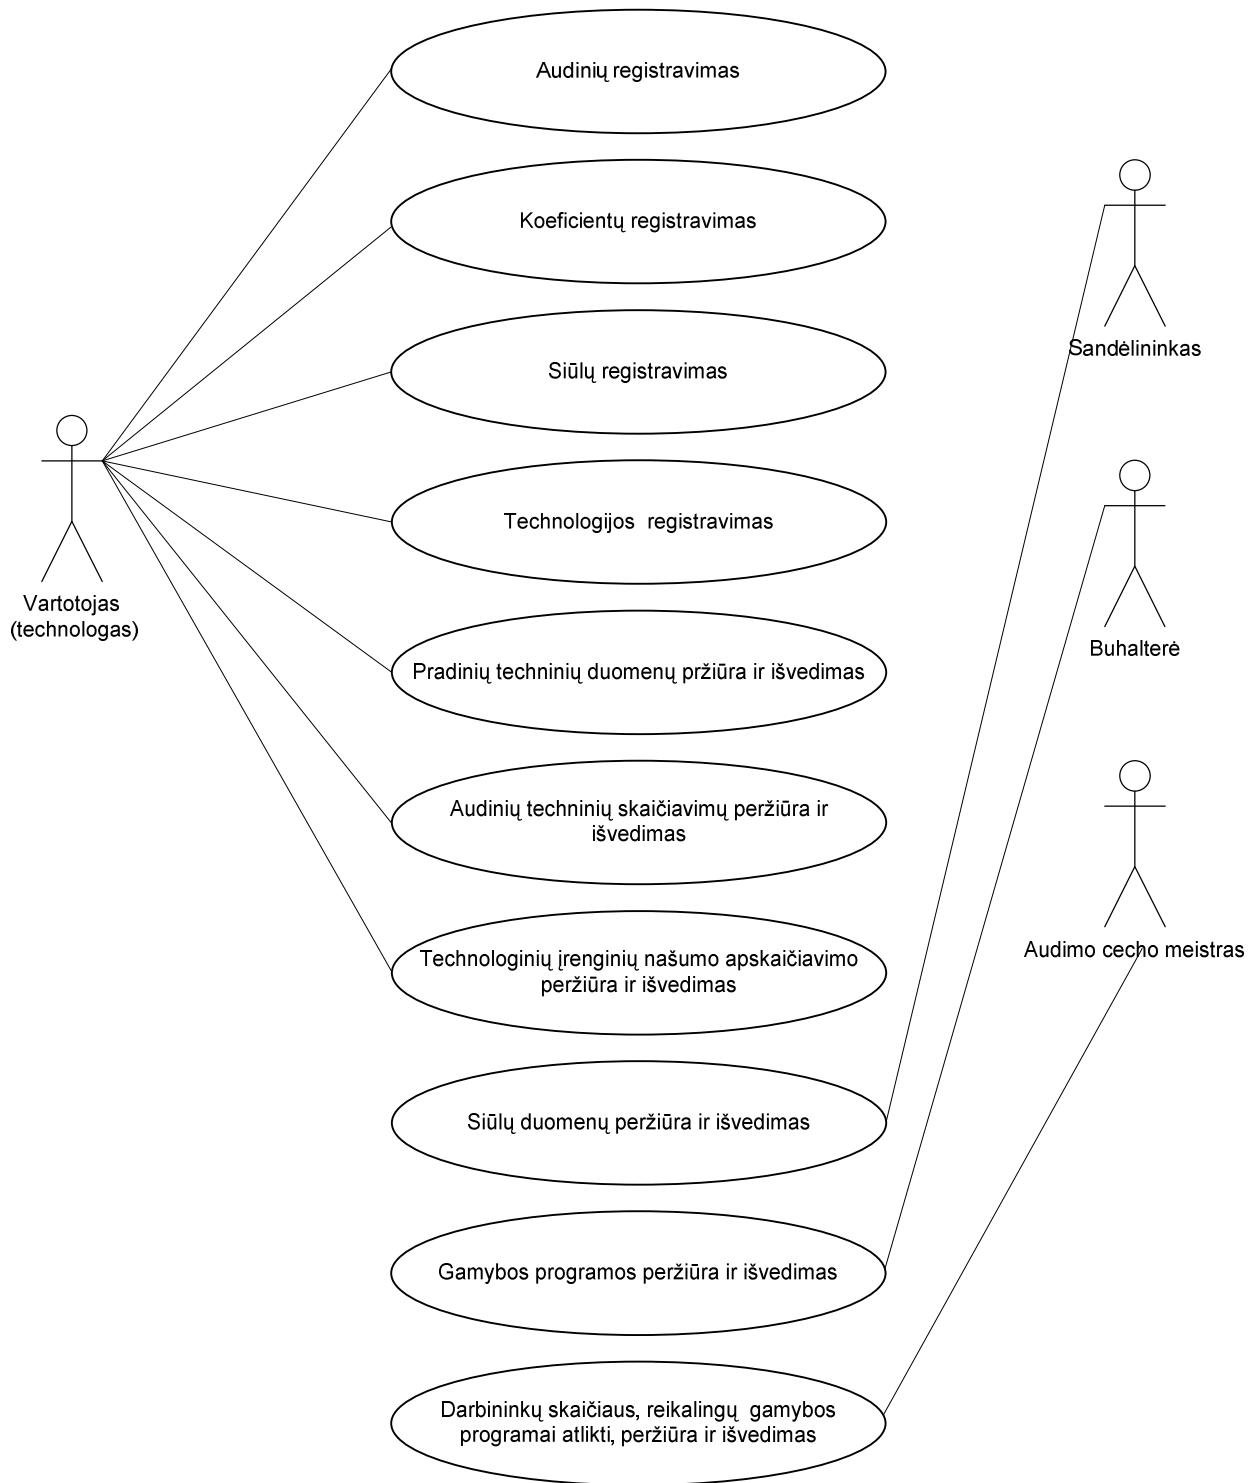 Audinių registravimas
Koeficientų registravimas
Siūlų registravimas
Technologijos  registravimas
Pradinių techninių duomenų pržiūra ir išvedimas
Audinių techninių skaičiavimų peržiūra ir
išvedimas
Technologinių įrenginių našumo apskaičiavimo
peržiūra ir išvedimas
Siūlų duomenų peržiūra ir išvedimas
Gamybos programos peržiūra ir išvedimas
Darbininkų skaičiaus, reikalingų  gamybos
programai atlikti, peržiūra ir išvedimas
Vartotojas
(technologas)
Sandėlininkas
Buhalterė
Audimo cecho meistras